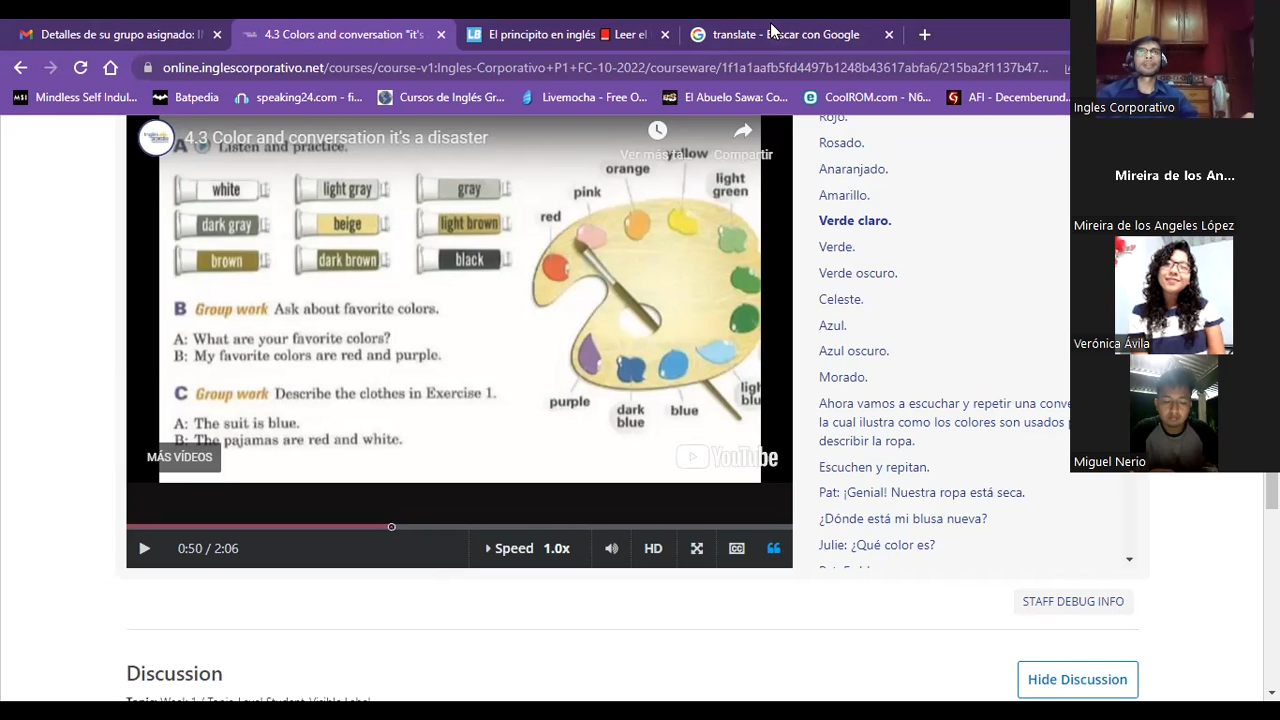 Detalles de su grupo asignado: I
4.3 Colors and conversation "it's
El principito en inglés
Leer el
translate - Buscar con Google
online.inglescorporativo.net/courses/course-v1:Ingles-Corporativo+P1+FC-10-2022/courseware/1f1a1aafb5fd4497b1248b43617abfa6/215ba2f1137b47...
Mindless Self Indul...
Batpedia
speaking24.com - fi...
Cursos de Inglés Gr...
Livemocha - Free O...
El Abuelo Sawa: Co...
CoolROM.com - N6...
AFI - Decemberund...
4.3 Color and conversation it's a disaster
A Listen and practice.
Ver más ta...
Compartir
white
light gray
gray
dark gray
beige
light brown
brown
dark brown
black
red
pink
orange
yellow
light
green
purple
dark
blue
blue
B Group work Ask about favorite colors.
A: What are your favorite colors?
B: My favorite colors are red and purple.
C Group work Describe the clothes in Exercise 1.
A: The suit is blue.
B: The pajamas are red and white.
MÁS VÍDEOS
YouTube
0:50 / 2:06
Speed 1.0x
HD
Rojo.
Rosado.
Anaranjado.
Amarillo.
Verde claro.
Verde.
Verde oscuro.
Celeste.
Azul.
Azul oscuro.
Morado.
Ahora vamos a escuchar y repetir una conve
la cual ilustra como los colores son usados
describir la ropa.
Escuchen y repitan.
Pat: ¡Genial! Nuestra ropa está seca.
¿Dónde está mi blusa nueva?
Julie: ¿Qué color es?
STAFF DEBUG INFO
Discussion
Hide Discussion
Ingles Corporativo
Mireira de los An...
Mireira de los Angeles López
Verónica Ávila
Miguel Nerio